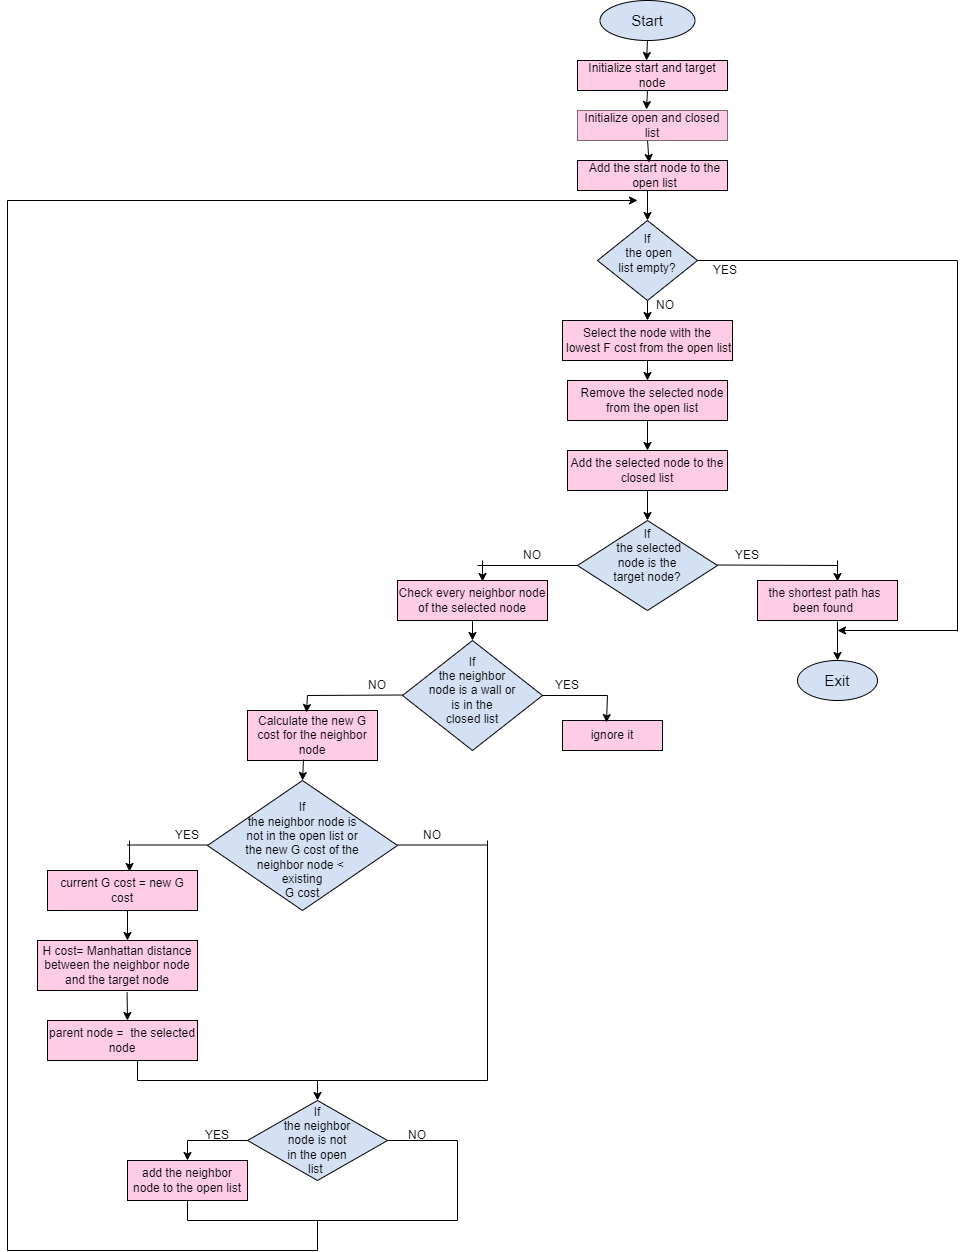 Start
Initialize start and target
node
Initialize open and closed
list
Add the start node to the
open list
If
the open
list empty?
YES
NO
Select the node with the
lowest F cost from the open list
Remove the selected node
from the open list
Add the selected node to the
closed list
If
the selected
node is the
target node?
NO
YES
Check every neighbor node
of the selected node
the shortest path has
been found
Exit
If
the neighbor
node is a wall or
is in the
closed list
NO
YES
Calculate the new G
cost for the neighbor
node
ignore it
If
the neighbor node is
not in the open list or
the new G cost of the
neighbor node <
existing
G cost
YES
NO
current G cost = new G
cost
H cost= Manhattan distance
between the neighbor node
and the target node
parent node =  the selected
node
If
the neighbor
node is not
in the open
list
YES
NO
add the neighbor
node to the open list